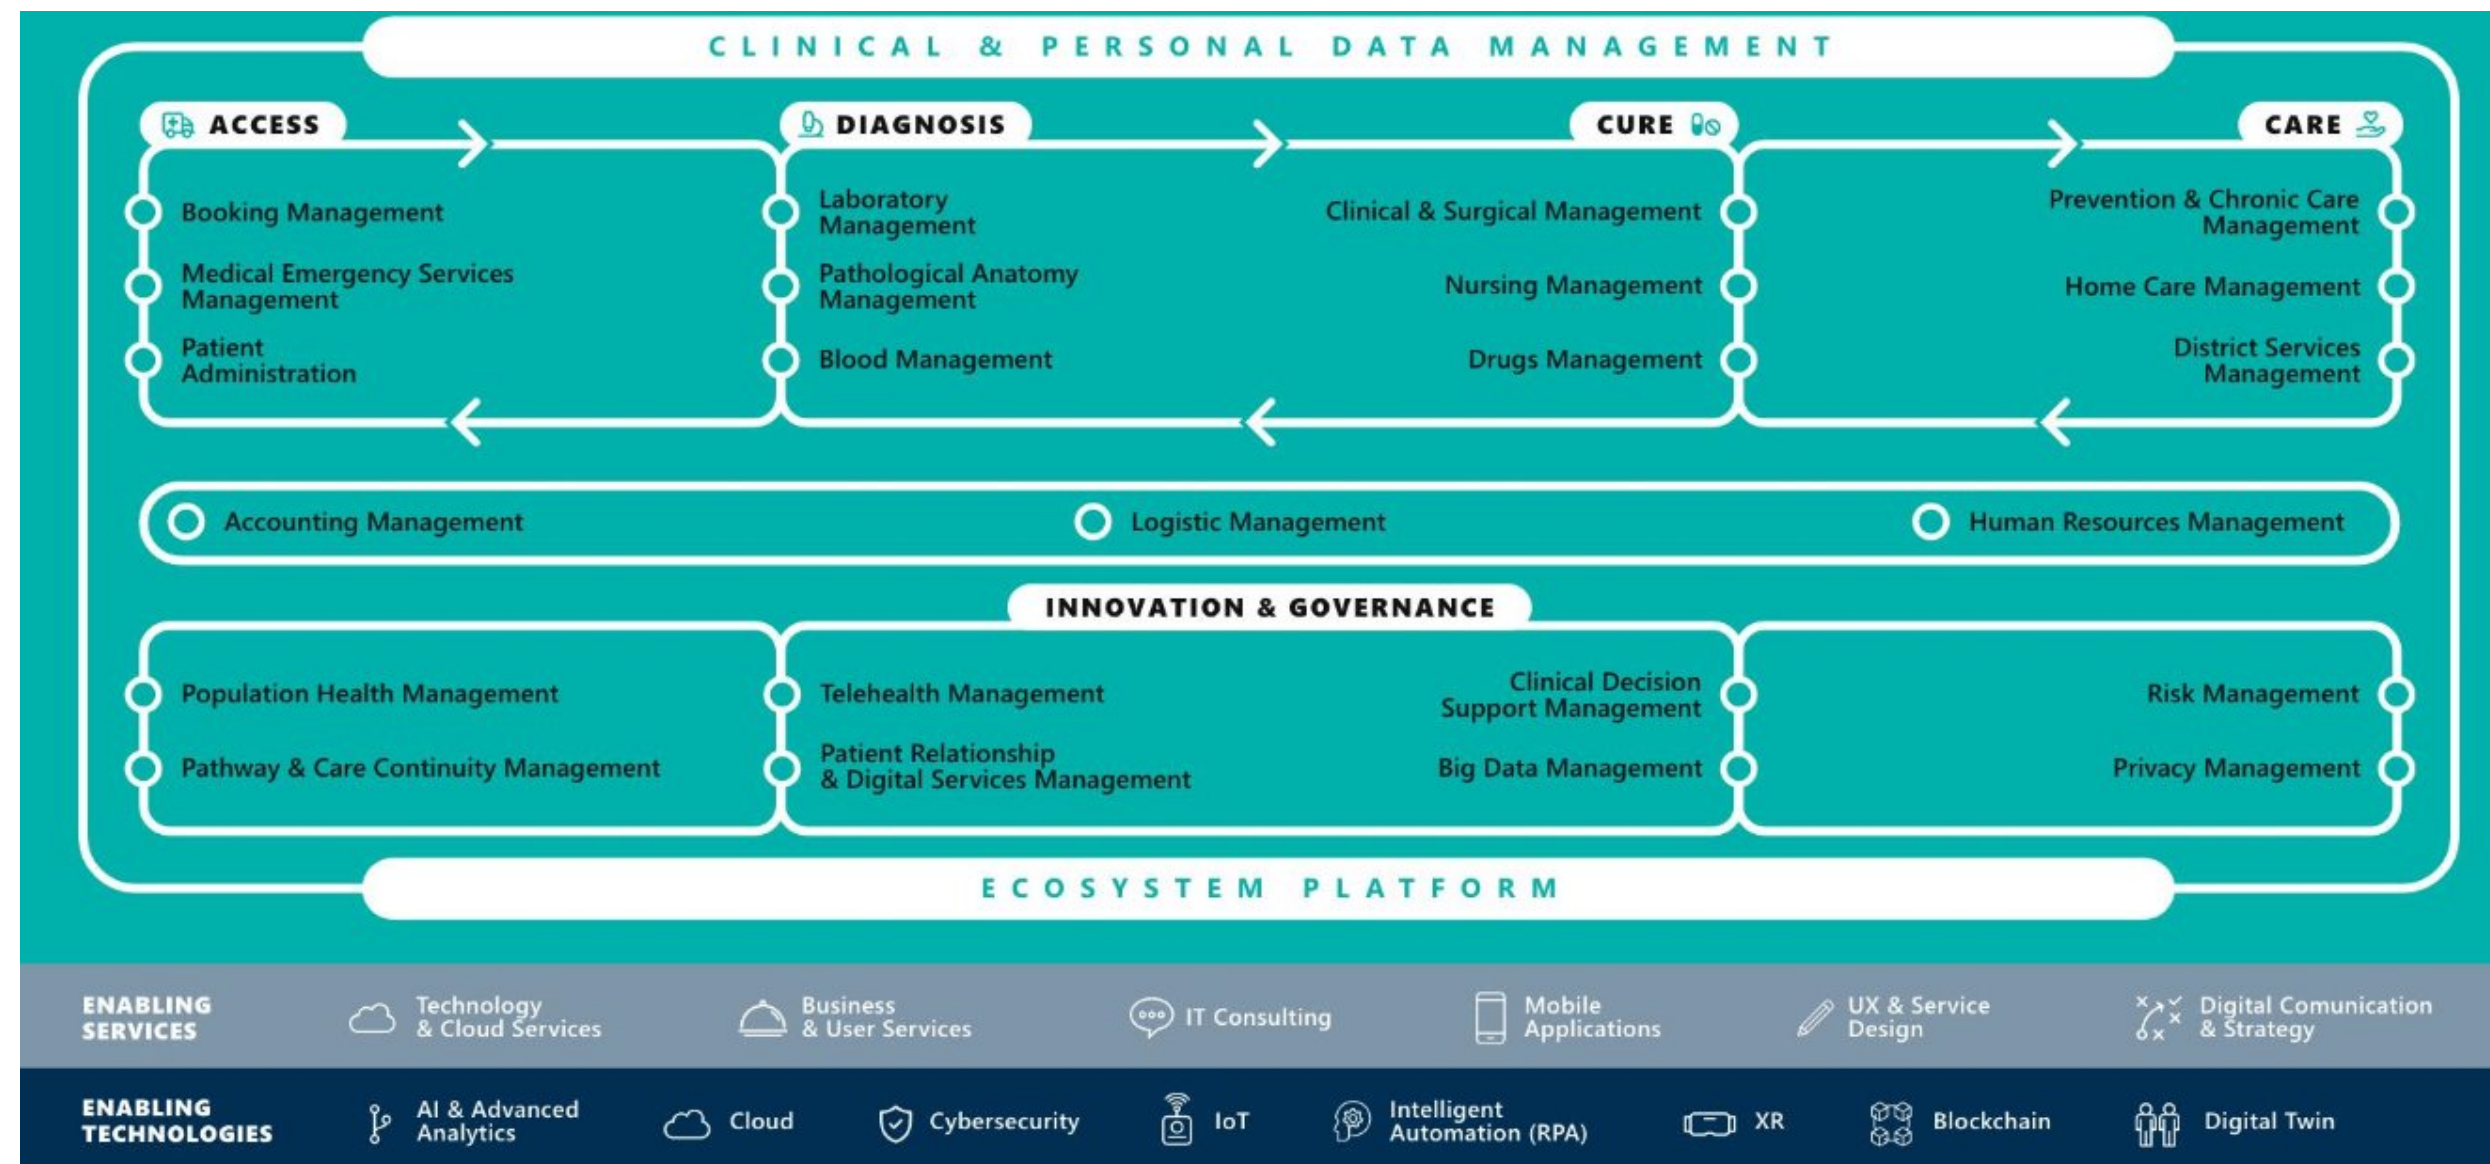 CLINICAL & PERSONAL DATA MANAGEMENT
ACCESS
Booking Management
Medical Emergency Services
Management
Patient
Administration
DIAGNOSIS
Laboratory
Management
Pathological Anatomy
Management
Blood Management
CURE
Clinical & Surgical Management
Nursing Management
Drugs Management
CARE
Prevention & Chronic Care
Management
Home Care Management
District Services
Management
Accounting Management
Logistic Management
Human Resources Management
INNOVATION & GOVERNANCE
Population Health Management
Pathway & Care Continuity Management
Telehealth Management
Patient Relationship
& Digital Services Management
Clinical Decision
Support Management
Big Data Management
Risk Management
Privacy Management
ECOSYSTEM PLATFORM
ENABLING
SERVICES
Technology
& Cloud Services
Business
& User Services
IT Consulting
Mobile
Applications
UX & Service
Design
Digital Comunication
& Strategy
ENABLING
TECHNOLOGIES
AI & Advanced
Analytics
Cloud
Cybersecurity
IoT
Intelligent
Automation (RPA)
XR
Blockchain
Digital Twin